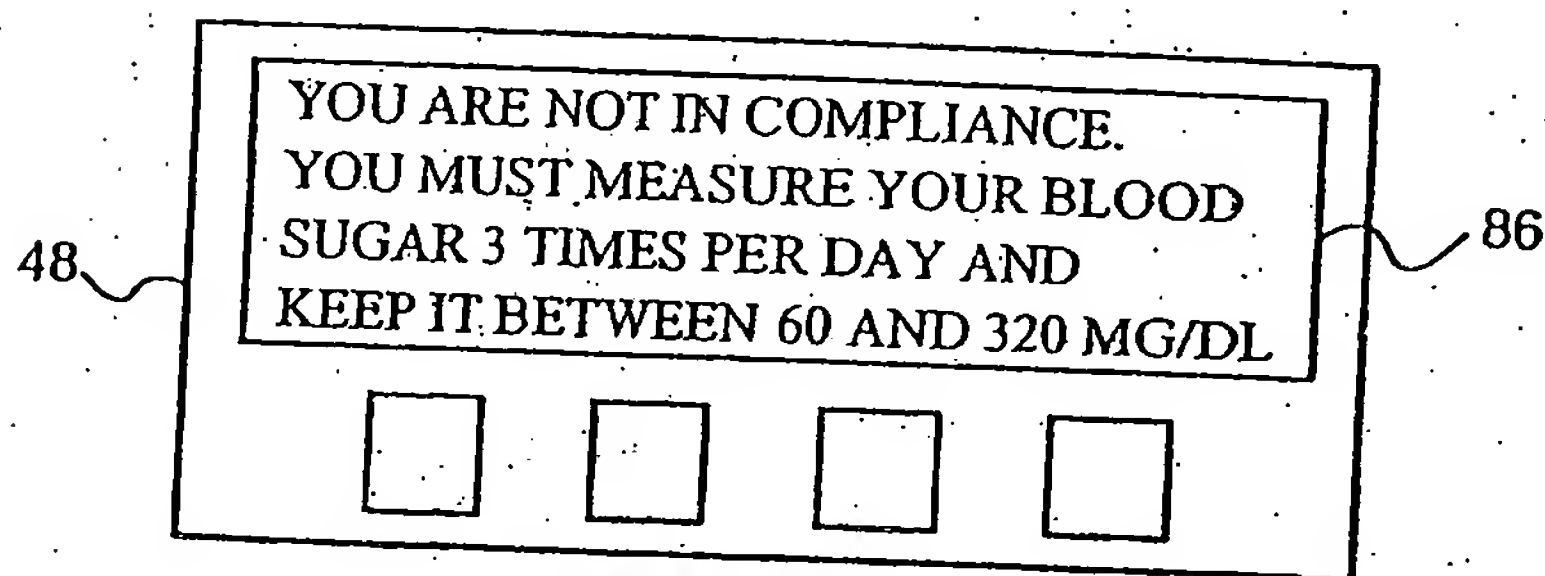 YOU ARE NOT IN COMPLIANCE.
YOU MUST MEASURE YOUR BLOOD
SUGAR 3 TIMES PER DAY AND
KEEP IT BETWEEN 60 AND 320 MG/DL
48
86